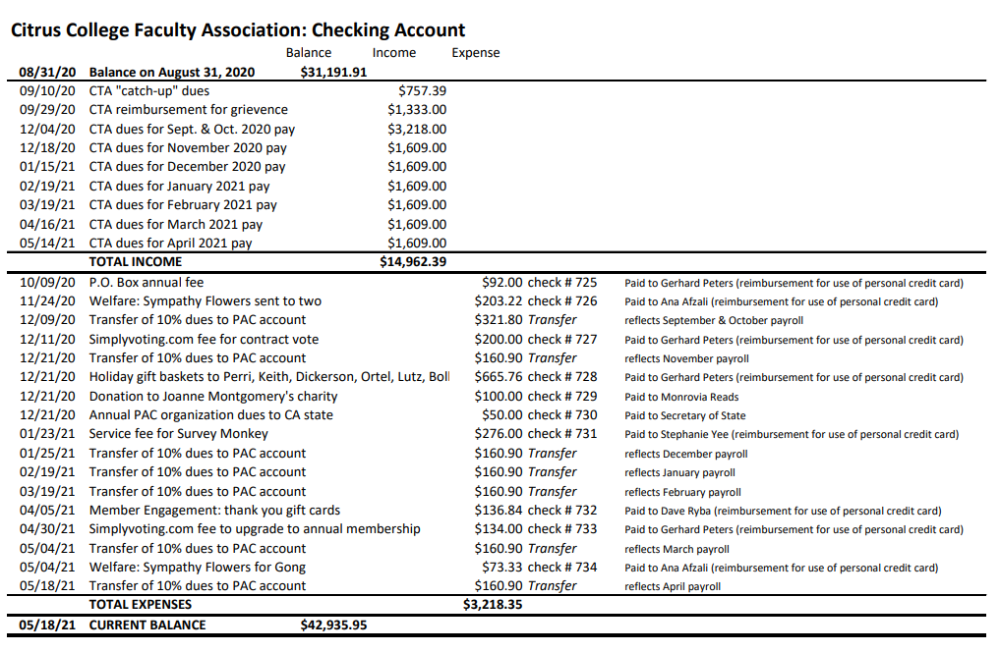 Citrus College Faculty Association: Checking Account
Balance Income Expense
08/31/20 Balance on August 31, 2020 $31,191.91
09/10/20 CTA "catch-up" dues $757.39
09/29/20 CTA reimbursement for grievence $1,333.00
12/04/20 CTA dues for Sept. & Oct. 2020 pay $3,218.00
12/18/20 CTA dues for November 2020 pay $1,609.00
01/15/21 CTA dues for December 2020 pay $1,609.00
02/19/21 CTA dues for January 2021 pay $1,609.00
03/19/21 CTA dues for February 2021 pay $1,609.00
04/16/21 CTA dues for March 2021 pay $1,609.00
05/14/21 CTA dues for April 2021 pay $1,609.00
TOTAL INCOME $14,962.39
10/09/20 P.O. Box annual fee $92.00 check # 725 Paid to Gerhard Peters (reimbursement for use of personal credit card)
11/24/20 Welfare: Sympathy Flowers sent to two $203.22 check # 726 Paid to Ana Afzali (reimbursement for use of personal credit card)
12/09/20 Transfer of 10% dues to PAC account $321.80 Transfer reflects September & October payroll
12/11/20 Simplyvoting.com fee for contract vote $200.00 check # 727 Paid to Gerhard Peters (reimbursement for use of personal credit card)
12/21/20 Transfer of 10% dues to PAC account $160.90 Transfer reflects November payroll
12/21/20 Holiday gift baskets to Perri, Keith, Dickerson, Ortel, Lutz, Boll $665.76 check # 728 Paid to Gerhard Peters (reimbursement for use of personal credit card)
12/21/20 Donation to Joanne Montgomery's charity $100.00 check # 729 Paid to Monrovia Reads
12/21/20 Annual PAC organization dues to CA state $50.00 check # 730 Paid to Secretary of State
01/23/21 Service fee for Survey Monkey $276.00 check # 731 Paid to Stephanie Yee (reimbursement for use of personal credit card)
01/25/21 Transfer of 10% dues to PAC account $160.90 Transfer reflects December payroll
02/19/21 Transfer of 10% dues to PAC account $160.90 Transfer reflects January payroll
03/19/21 Transfer of 10% dues to PAC account $160.90 Transfer reflects February payroll
04/05/21 Member Engagement: thank you gift cards $136.84 check # 732 Paid to Dave Ryba (reimbursement for use of personal credit card)
04/30/21 Simplyvoting.com fee to upgrade to annual membership $134.00 check # 733 Paid to Gerhard Peters (reimbursement for use of personal credit card)
05/04/21 Transfer of 10% dues to PAC account $160.90 Transfer reflects March payroll
05/04/21 Welfare: Sympathy Flowers for Gong $73.33 check # 734 Paid to Ana Afzali (reimbursement for use of personal credit card)
05/18/21 Transfer of 10% dues to PAC account $160.90 Transfer reflects April payroll
TOTAL EXPENSES $3,218.35
05/18/21 CURRENT BALANCE $42,935.95